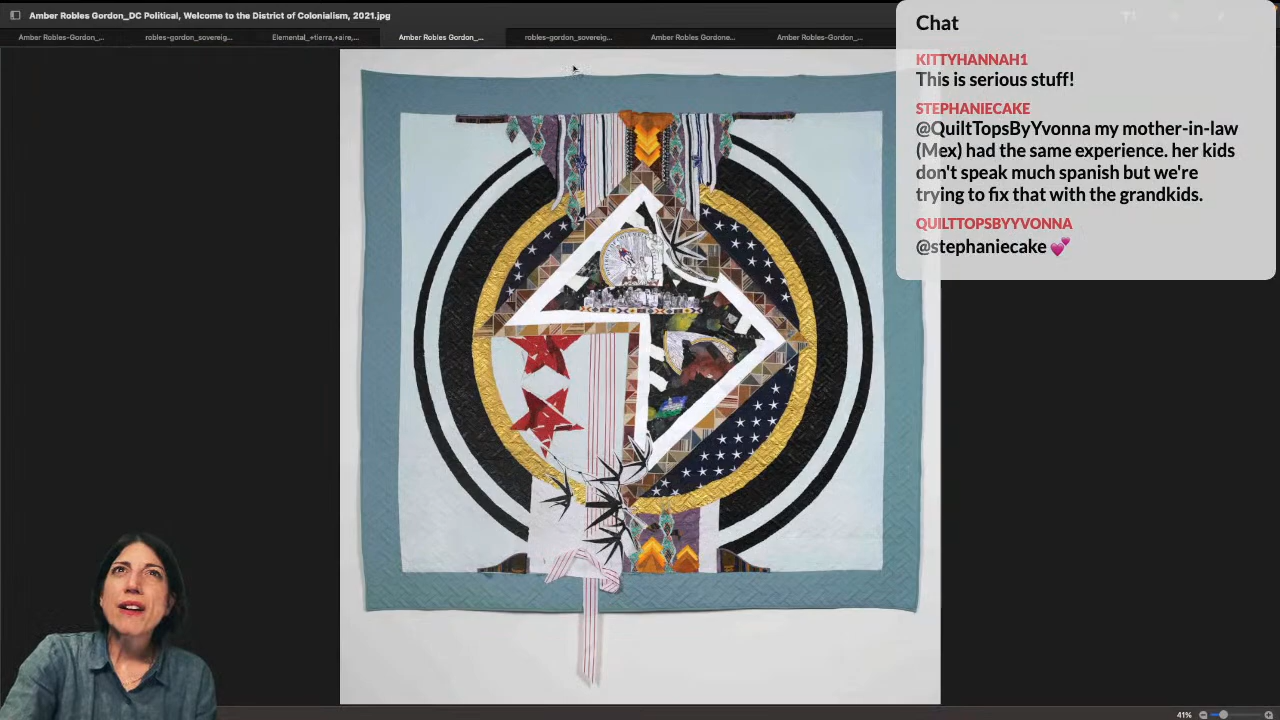 Amber Robles Gordon_DC Political, Welcome to the District of Colonialism, 2021.jpg
Amber Robles-Gordon_... robles-gordon_sovereig... Elemental_+tierra,+aire,... Amber Robles Gordon_... robles-gordon_sovereig... Amber Robles Gordone... Amber Robles-Gordon_...
Chat
KITTYHANNAH1
This is serious stuff!
STEPHANIECAKE
@QuiltTopsByYvonna my mother-in-law
(Mex) had the same experience. her kids
don't speak much spanish but we're
trying to fix that with the grandkids.
QUILTTOPSBYYVONNA
@stephaniecake 💕
41%